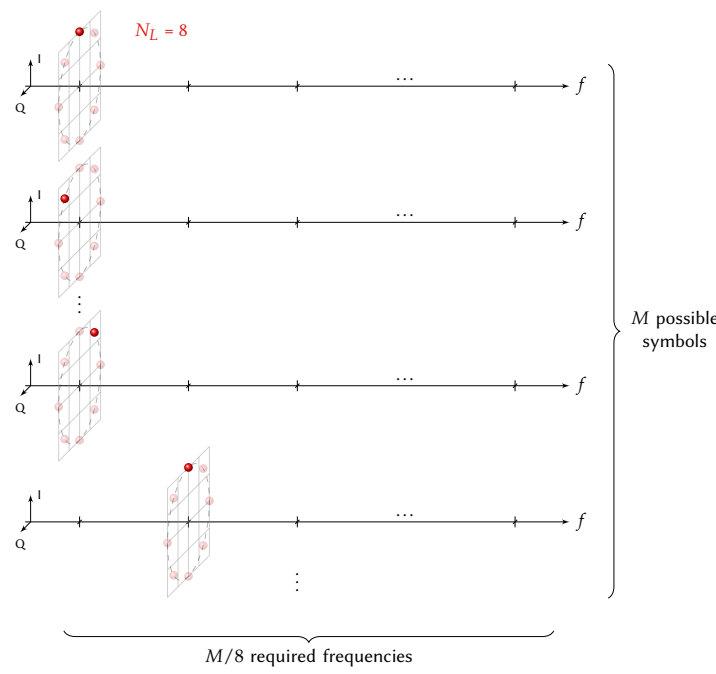 N_L = 8
I
Q
...
f
I
Q
...
f
⋮
M possible
symbols
I
Q
...
f
I
Q
...
f
⋮
M/8 required frequencies